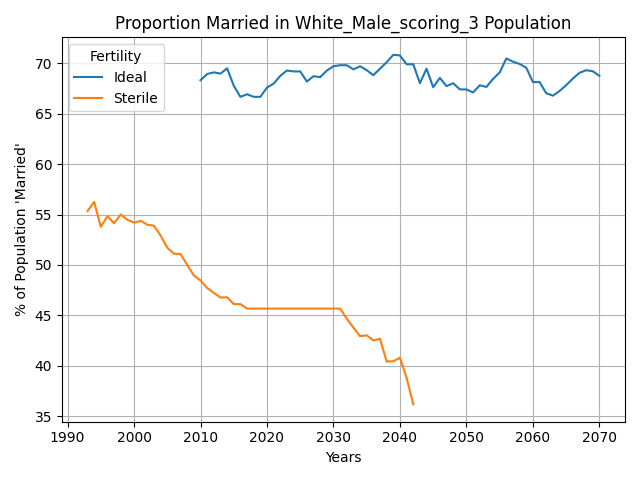 Proportion Married in White_Male_scoring_3 Population
Fertility
Ideal
Sterile
% of Population 'Married'
70
65
60
55
50
45
40
35
1990
2000
2010
2020
2030
2040
2050
2060
2070
Years